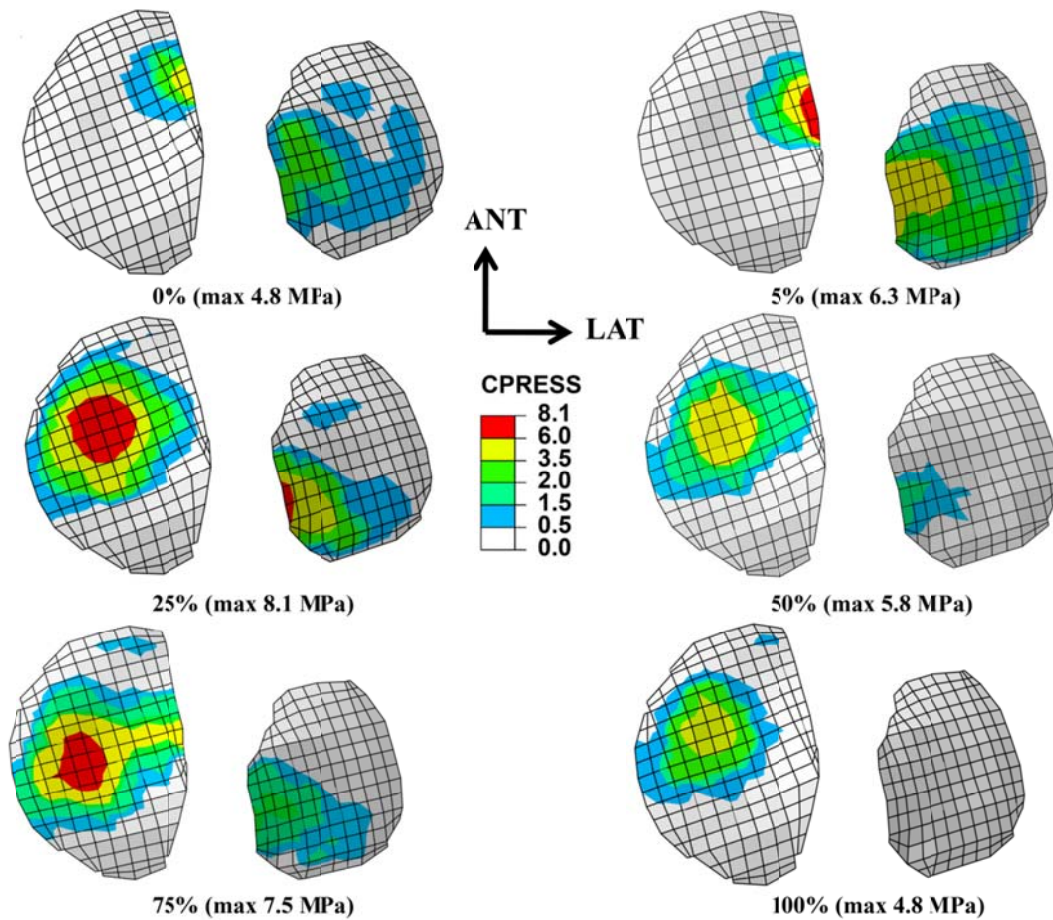 ANT
LAT
0% (max 4.8 MPa)
5% (max 6.3 MPa)
CPRESS
8.1
6.0
3.5
2.0
1.5
0.5
0.0
25% (max 8.1 MPa)
50% (max 5.8 MPa)
75% (max 7.5 MPa)
100% (max 4.8 MPa)